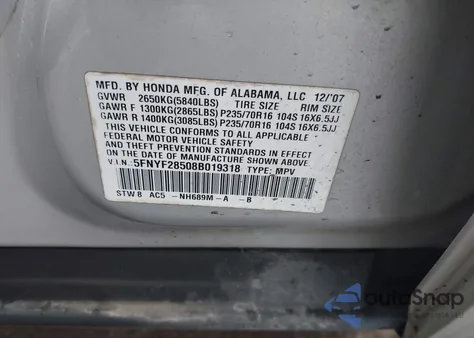 MFD. BY HONDA MFG. OF ALABAMA, LLC 12/'07
GVWR 2650KG(5840LBS) TIRE SIZE RIM SIZE
GAWR F 1300KG(2865LBS) P235/70R16 104S 16X6.5JJ
GAWR R 1400KG(3085LBS) P235/70R16 104S 16X6.5JJ
THIS VEHICLE CONFORMS TO ALL APPLICABLE
FEDERAL MOTOR VEHICLE SAFETY STANDARDS IN
EFFECT ON THE DATE OF MANUFACTURE SHOWN ABOVE.
V.I.N.: 5FNYF28508B019318 TYPE: MPV
STW 8 AC5 -NH689M-A -B
AutoSnap